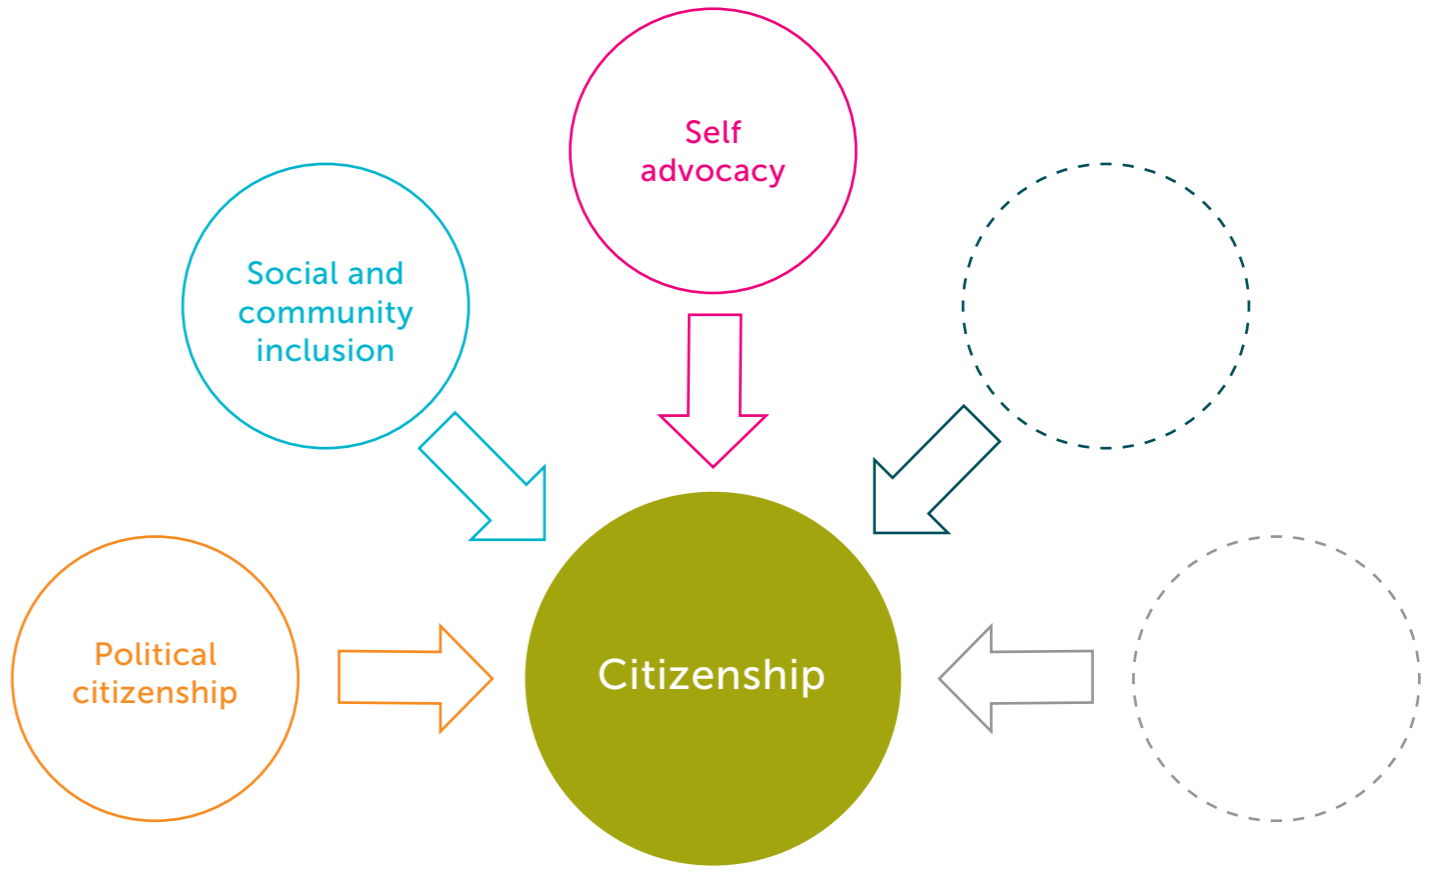 Self
advocacy
Social and
community
inclusion
Political
citizenship
Citizenship